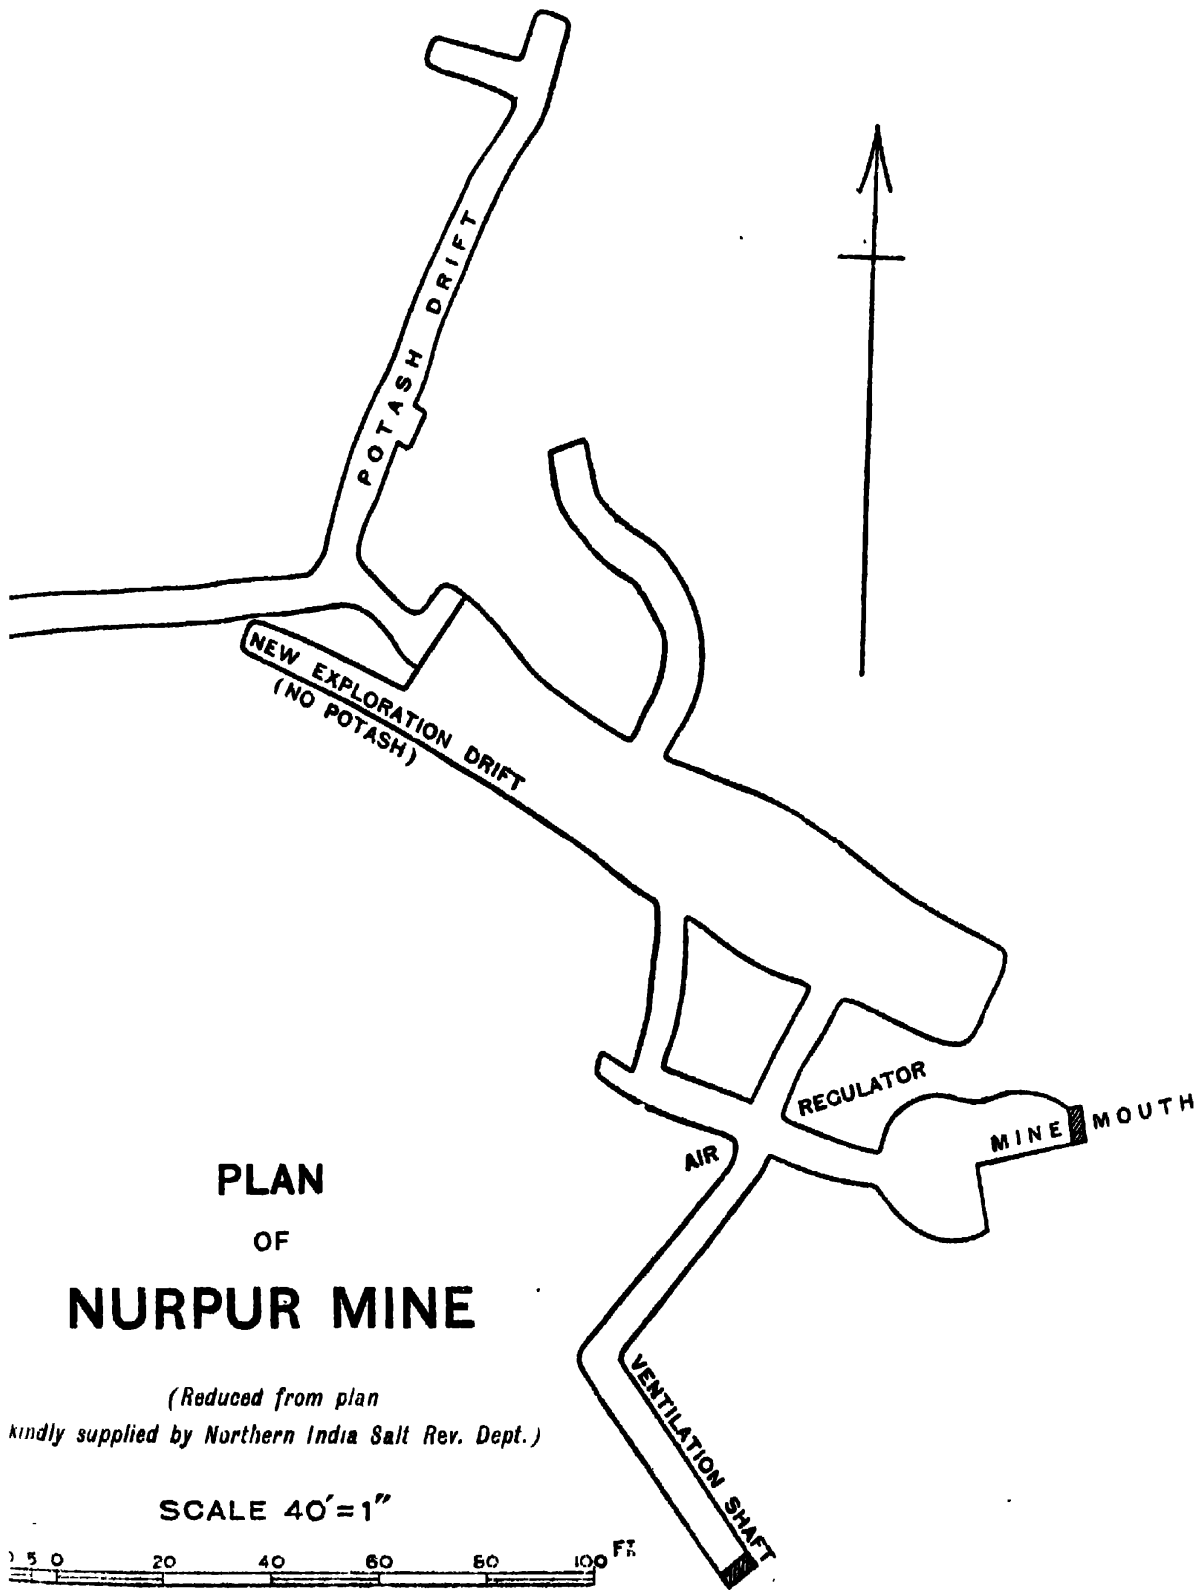 POTASH DRIFT
NEW EXPLORATION DRIFT
(NO POTASH)
REGULATOR
MINE MOUTH
AIR
VENTILATION SHAFT
PLAN
OF
NURPUR MINE
(Reduced from plan
kindly supplied by Northern India Salt Rev. Dept.)
SCALE 40′=1″
5 0 20 40 60 80 100 FT